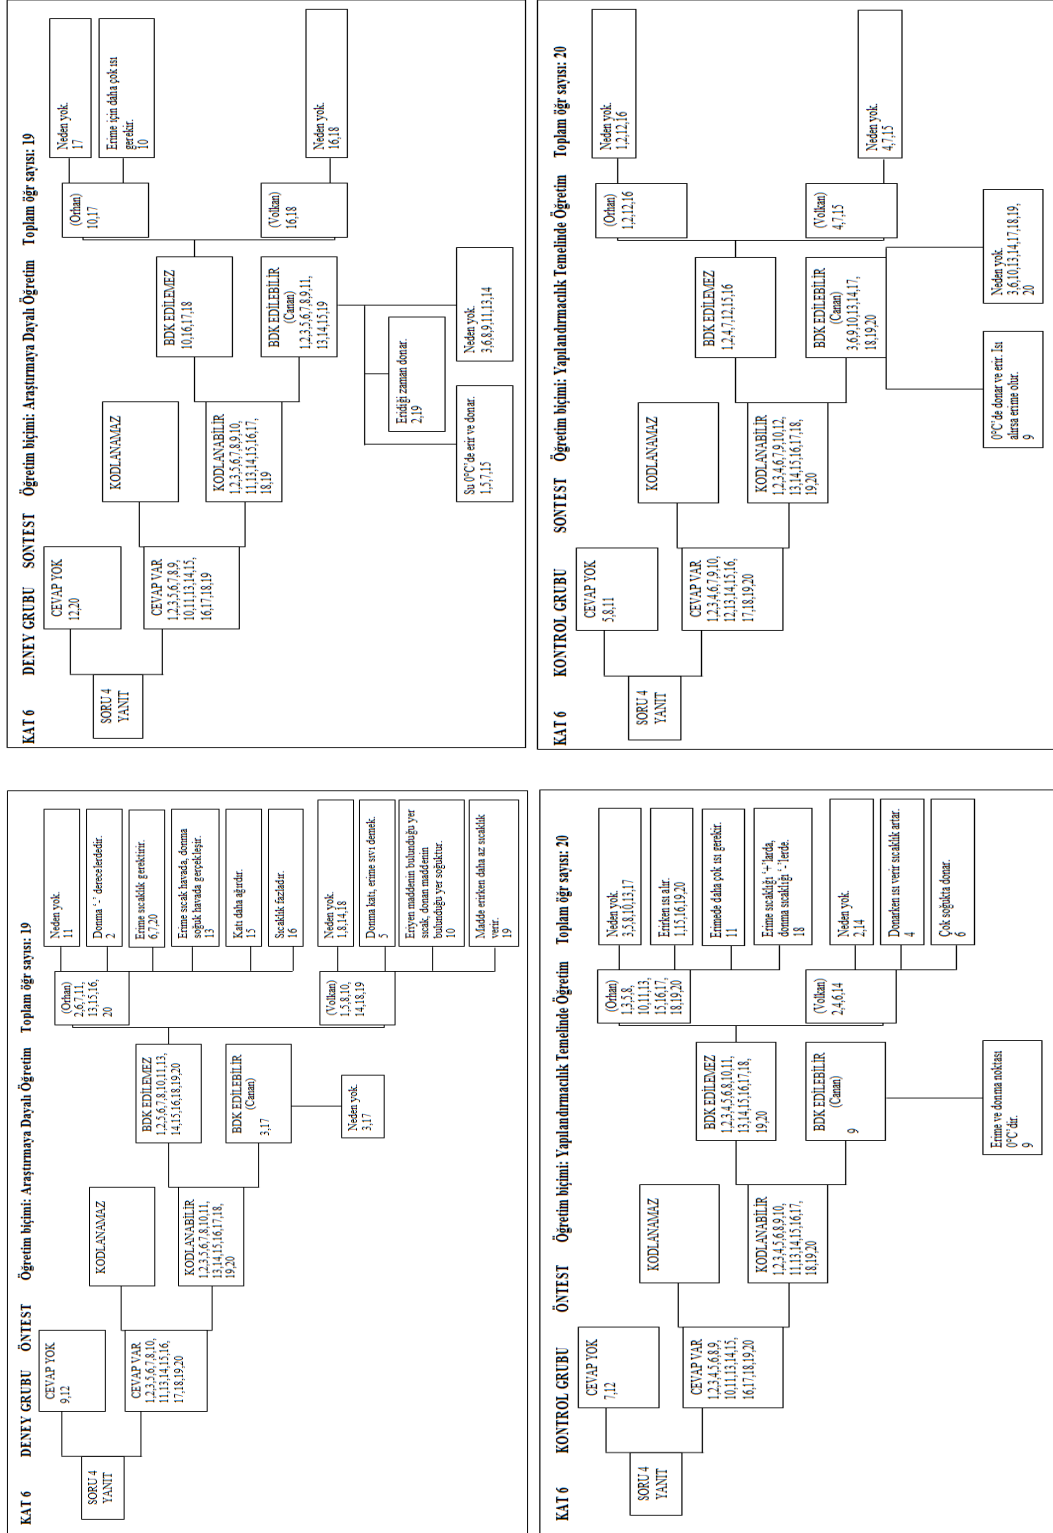 KAT 6 DENEY GRUBU ÖNTEST Öğretim biçimi: Araştırmaya Dayalı Öğretim Toplam öğr sayısı: 19
SORU 4
YANIT
CEVAP YOK
9,12
CEVAP VAR
1,2,3,5,6,7,8,10,
11,13,14,15,16,
17,18,19,20
KODLANAMAZ
KODLANABİLİR
1,2,3,5,6,7,8,10,11,
13,14,15,16,17,18,
19,20
BDK EDİLEMEZ
1,2,5,6,7,8,10,11,13,
14,15,16,18,19,20
BDK EDİLEBİLİR
(Canan)
3,17
Neden yok.
3,17
(Orhan)
2,6,7,11,
13,15,16,
20
Neden yok.
11
Donma ‘-’ derecelerdedir.
2
Erime sıcaklık gerektirir.
6,7,20
Erime sıcak havada, donma
soğuk havada gerçekleşir.
13
Katı daha ağırdır.
15
Sıcaklık fazladır.
16
(Volkan)
1,5,8,10,
14,18,19
Neden yok.
1,8,14,18
Donma katı, erime sıvı demek.
5
Eriyen maddenin bulunduğu yer
sıcak, donan maddenin
bulunduğu yer soğuktur.
10
Madde erirken daha az sıcaklık
verir.
19
KAT 6 DENEY GRUBU SONTEST Öğretim biçimi: Araştırmaya Dayalı Öğretim Toplam öğr sayısı: 19
SORU 4
YANIT
CEVAP YOK
12,20
CEVAP VAR
1,2,3,5,6,7,8,9,
10,11,13,14,15,
16,17,18,19
KODLANAMAZ
KODLANABİLİR
1,2,3,5,6,7,8,9,10,
11,13,14,15,16,17,
18,19
BDK EDİLEMEZ
10,16,17,18
BDK EDİLEBİLİR
(Canan)
1,2,3,5,6,7,8,9,11,
13,14,15,19
(Orhan)
10,17
Neden yok.
17
Erime için daha çok ısı
gerekir.
10
(Volkan)
16,18
Neden yok.
16,18
Su 0°C’de erir ve donar.
1,5,7,15
Eridiği zaman donar.
2,19
Neden yok.
3,6,8,9,11,13,14
KAT 6 KONTROL GRUBU ÖNTEST Öğretim biçimi: Yapılandırmacılık Temelinde Öğretim Toplam öğr sayısı: 20
SORU 4
YANIT
CEVAP YOK
7,12
CEVAP VAR
1,2,3,4,5,6,8,9,
10,11,13,14,15,
16,17,18,19,20
KODLANAMAZ
KODLANABİLİR
1,2,3,4,5,6,8,9,10,
11,13,14,15,16,17,
18,19,20
BDK EDİLEMEZ
1,2,3,4,5,6,8,10,11,
13,14,15,16,17,18,
19,20
BDK EDİLEBİLİR
(Canan)
9
Erime ve donma noktası
0°C’dir.
9
(Orhan)
1,3,5,8,
10,11,13,
15,16,17,
18,19,20
Neden yok.
3,5,8,10,13,17
Erirken ısı alır.
1,15,16,19,20
Erimede daha çok ısı gerekir.
11
Erime sıcaklığı ‘+’larda,
donma sıcaklığı ‘-’lerde.
18
(Volkan)
2,4,6,14
Neden yok.
2,14
Donarken ısı verir sıcaklık artar.
4
Çok soğukta donar.
6
KAT 6 KONTROL GRUBU SONTEST Öğretim biçimi: Yapılandırmacılık Temelinde Öğretim Toplam öğr sayısı: 20
SORU 4
YANIT
CEVAP YOK
5,8,11
CEVAP VAR
1,2,3,4,6,7,9,10,
12,13,14,15,16,
17,18,19,20
KODLANAMAZ
KODLANABİLİR
1,2,3,4,6,7,9,10,12,
13,14,15,16,17,18,
19,20
BDK EDİLEMEZ
1,2,4,7,12,15,16
BDK EDİLEBİLİR
(Canan)
3,6,9,10,13,14,17,
18,19,20
(Orhan)
1,2,12,16
Neden yok.
1,2,12,16
(Volkan)
4,7,15
Neden yok.
4,7,15
0°C’de donar ve erir. Isı
alırsa erime olur.
9
Neden yok.
3,6,10,13,14,17,18,19,
20